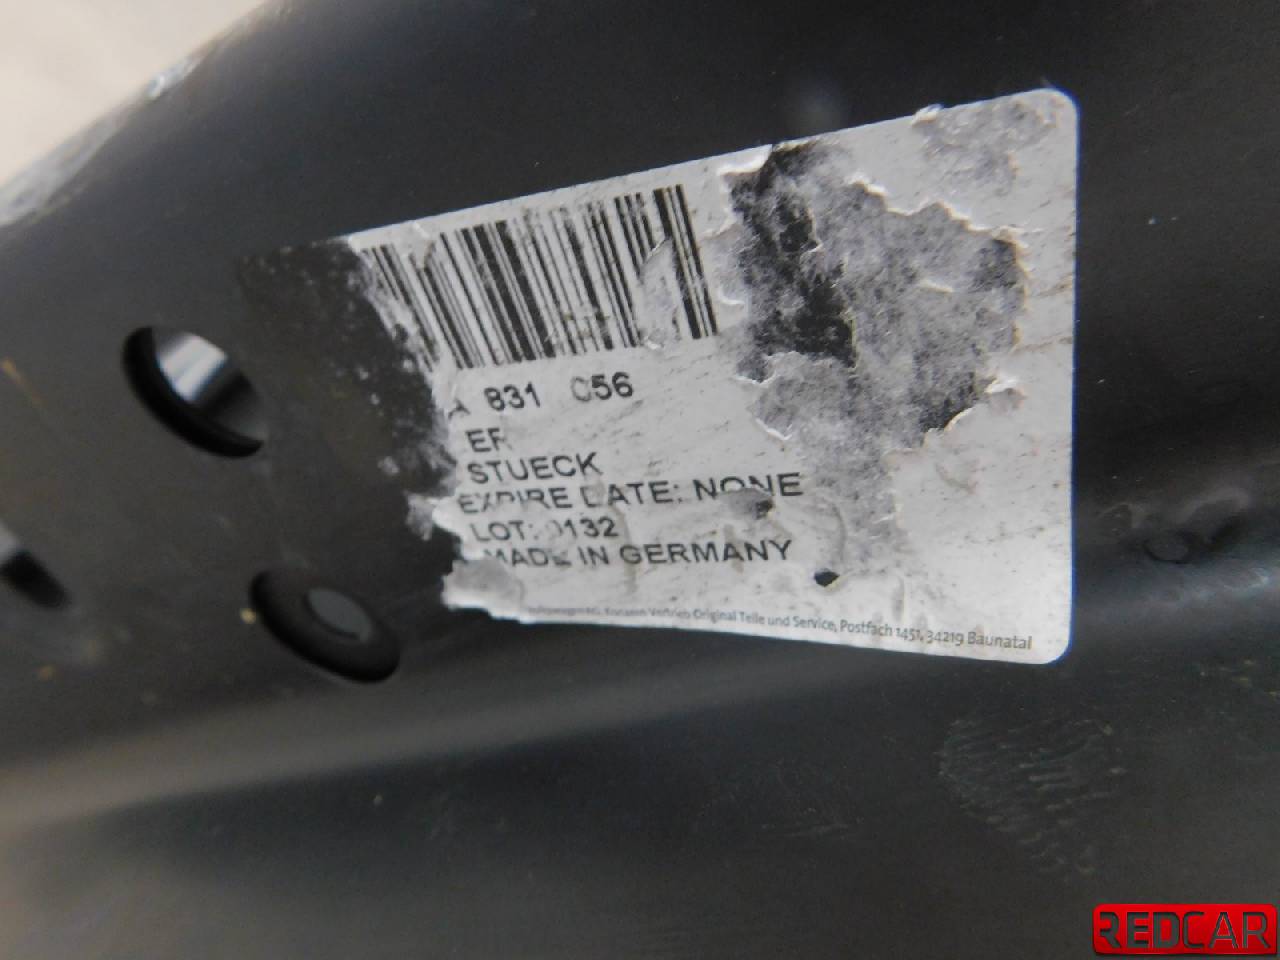 A 831 056
ER
STUECK
EXPIRE DATE: NONE
LOT: 0132
MADE IN GERMANY
Vertrieb Original Teile und Service, Postfach 1451, 34219 Baunatal
REDCAR